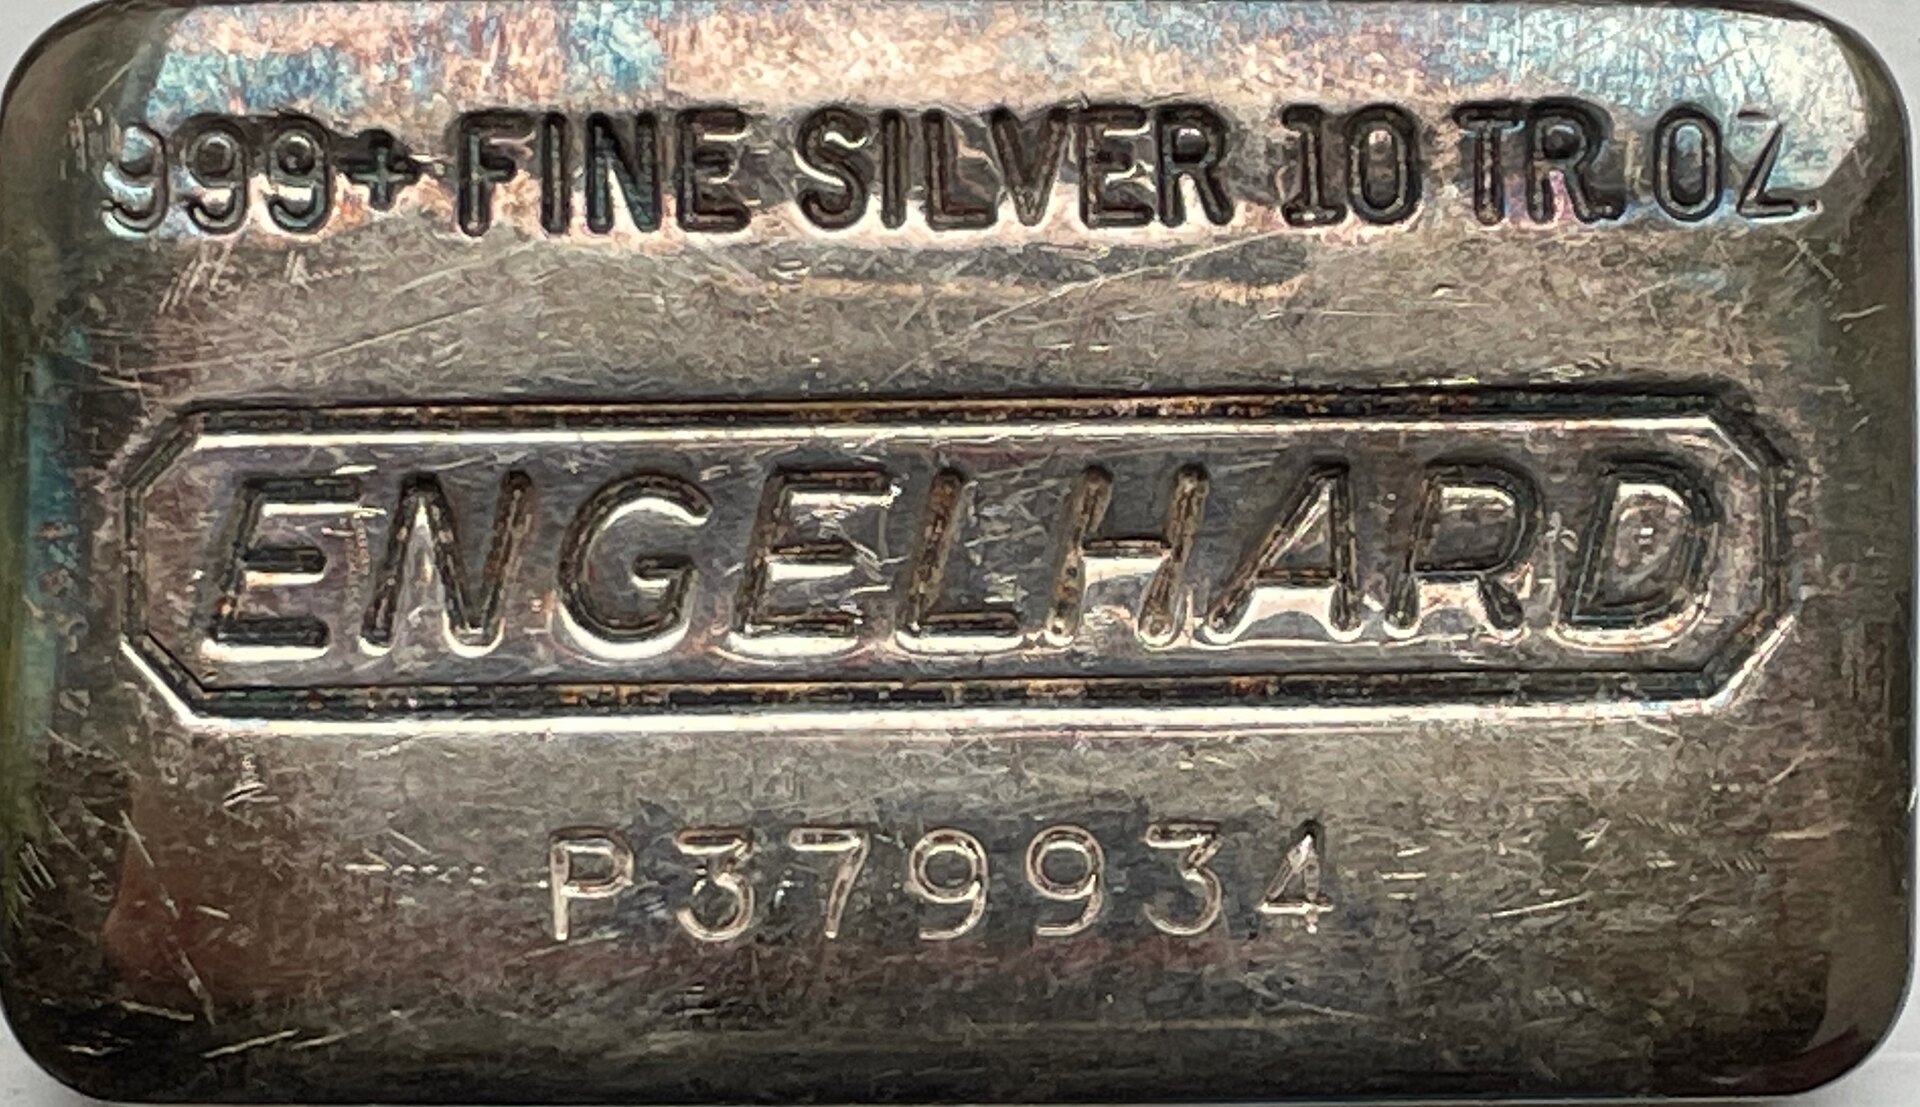 999+ FINE SILVER 10 TR. OZ.
ENGELHARD
P379934